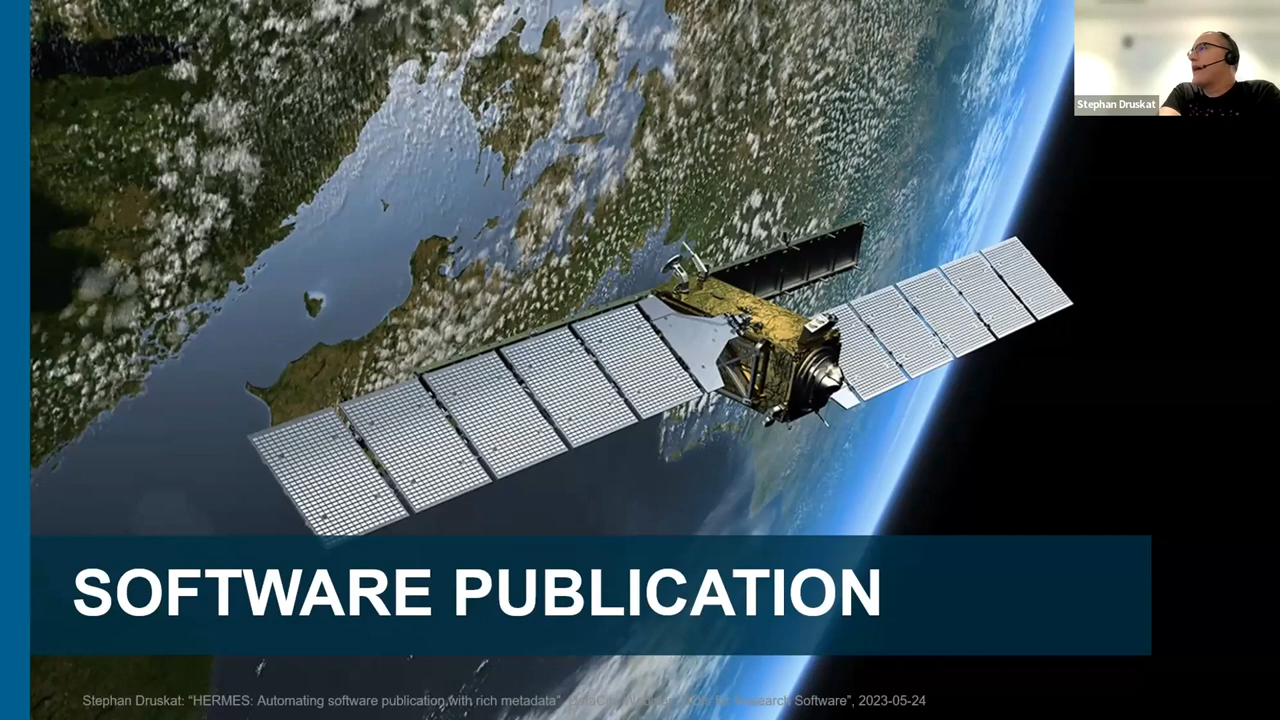 Stephan Druskat
SOFTWARE PUBLICATION
Stephan Druskat: “HERMES: Automating software publication with rich metadata”, Software”, 2023-05-24